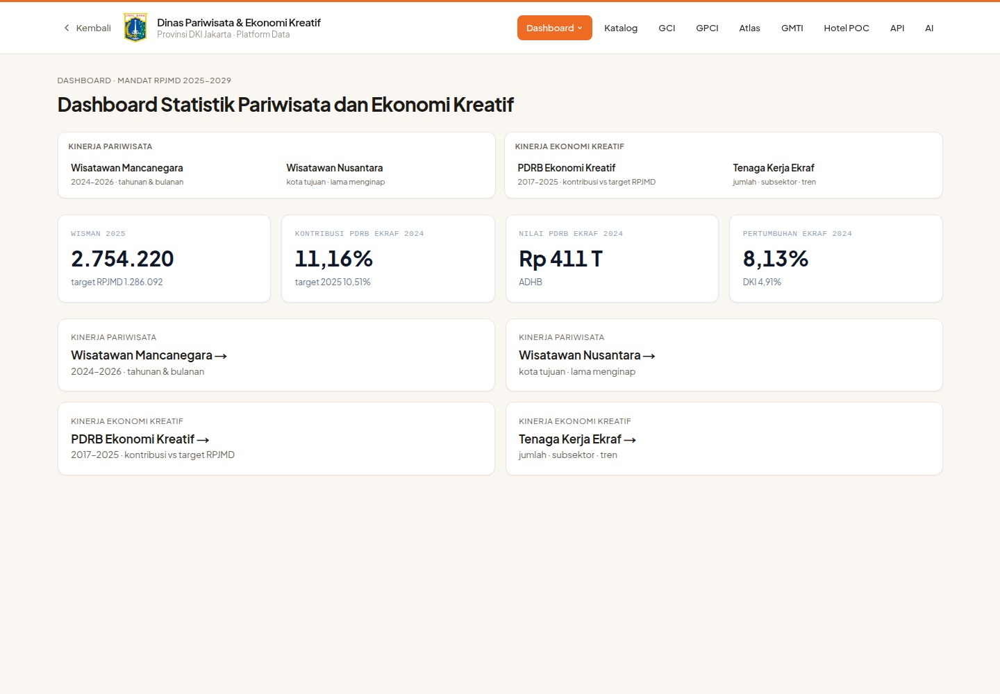 Kembali
JAYA RAYA
Dinas Pariwisata & Ekonomi Kreatif
Provinsi DKI Jakarta · Platform Data
Dashboard
Katalog
GCI
GPCI
Atlas
GMTI
Hotel POC
API
AI
DASHBOARD · MANDAT RPJMD 2025–2029
Dashboard Statistik Pariwisata dan Ekonomi Kreatif
KINERJA PARIWISATA
Wisatawan Mancanegara
2024–2026 · tahunan & bulanan
Wisatawan Nusantara
kota tujuan · lama menginap
KINERJA EKONOMI KREATIF
PDRB Ekonomi Kreatif
2017–2025 · kontribusi vs target RPJMD
Tenaga Kerja Ekraf
jumlah · subsektor · tren
WISMAN 2025
2.754.220
target RPJMD 1.286.092
KONTRIBUSI PDRB EKRAF 2024
11,16%
target 2025 10,51%
NILAI PDRB EKRAF 2024
Rp 411 T
ADHB
PERTUMBUHAN EKRAF 2024
8,13%
DKI 4,91%
KINERJA PARIWISATA
Wisatawan Mancanegara →
2024–2026 · tahunan & bulanan
KINERJA PARIWISATA
Wisatawan Nusantara →
kota tujuan · lama menginap
KINERJA EKONOMI KREATIF
PDRB Ekonomi Kreatif →
2017–2025 · kontribusi vs target RPJMD
KINERJA EKONOMI KREATIF
Tenaga Kerja Ekraf →
jumlah · subsektor · tren